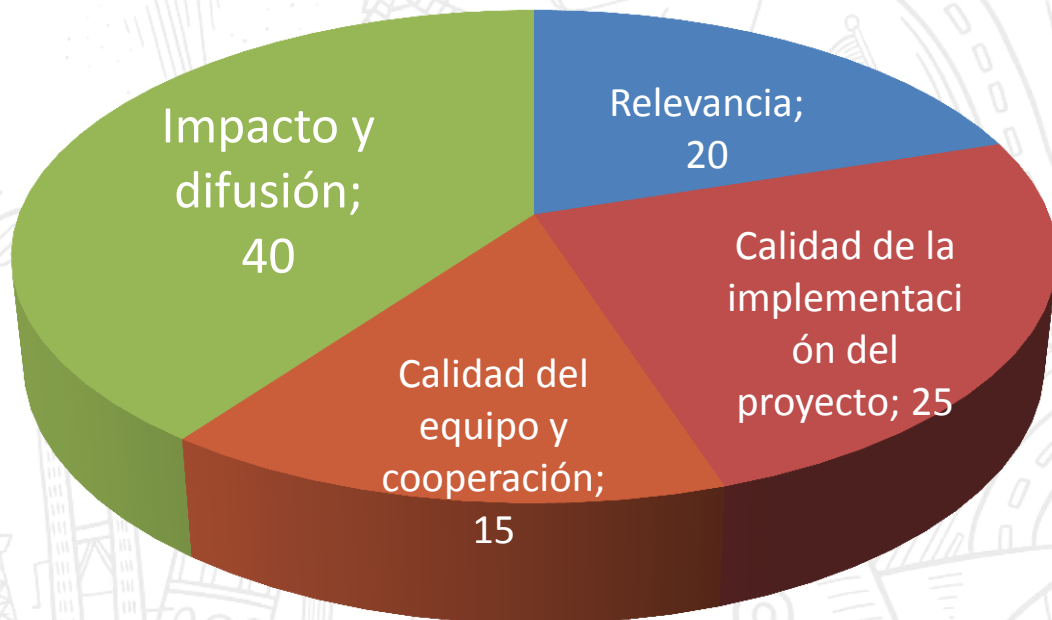 Impacto y
difusión;
40
Relevancia;
20
Calidad de la
implementaci
ón del
proyecto; 25
Calidad del
equipo y
cooperación;
15